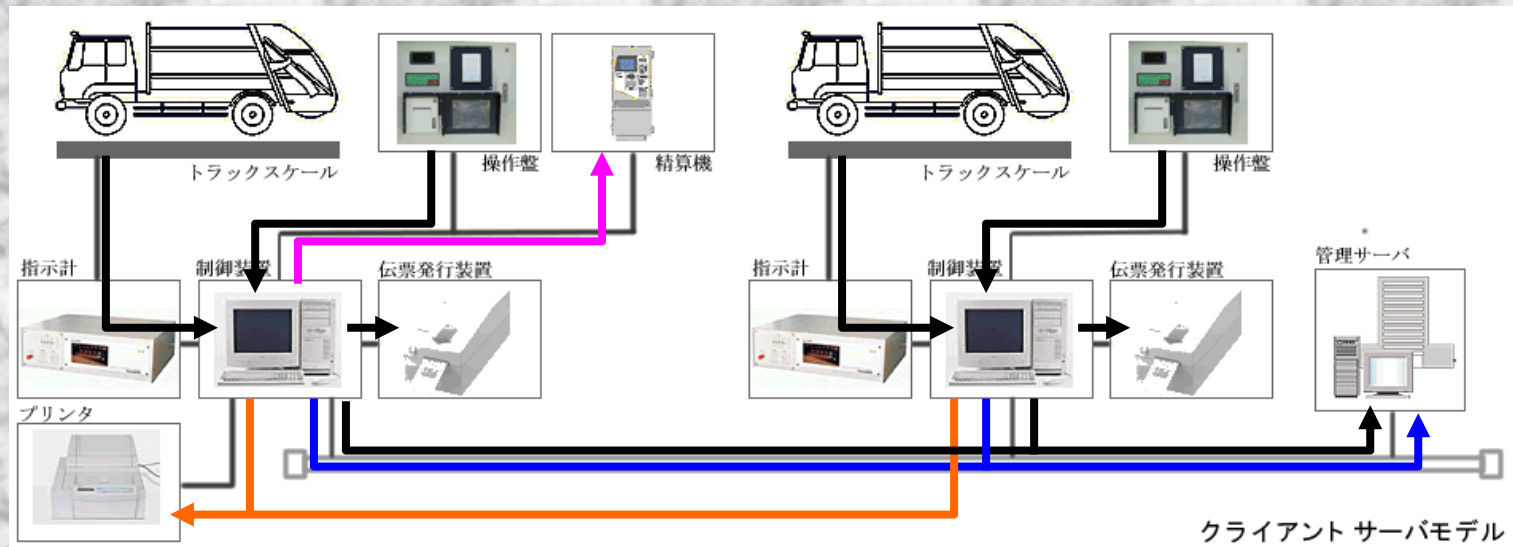 トラックスケール
操作盤
精算機
トラックスケール
操作盤
指示計
制御装置
伝票発行装置
指示計
制御装置
伝票発行装置
管理サーバ
プリンタ
クライアント サーバモデル